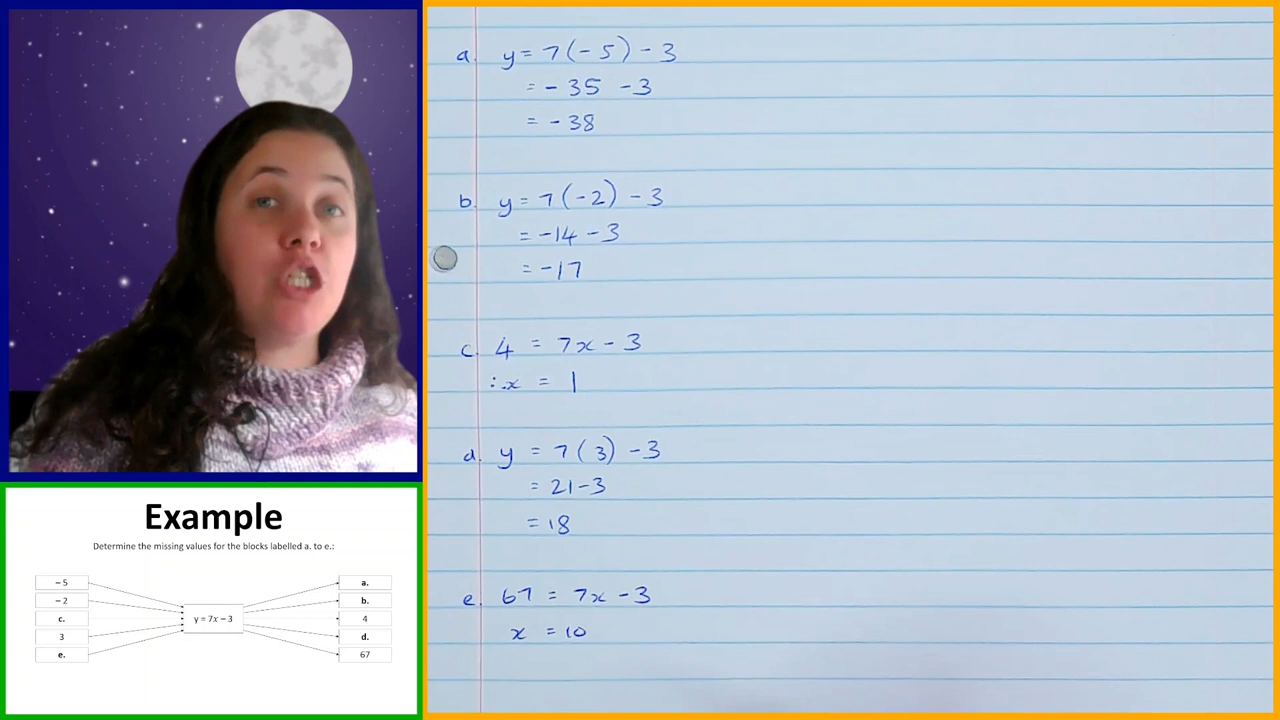 a. y = 7(-5) - 3
= -35 -3
= -38
b. y = 7(-2) - 3
= -14 - 3
= -17
c. 4 = 7x - 3
∴x = 1
d. y = 7(3) - 3
= 21-3
= 18
e. 67 = 7x - 3
x = 10
Example
Determine the missing values for the blocks labelled a. to e.:
– 5
a.
– 2
b.
c.
y = 7x – 3
4
3
d.
e.
67